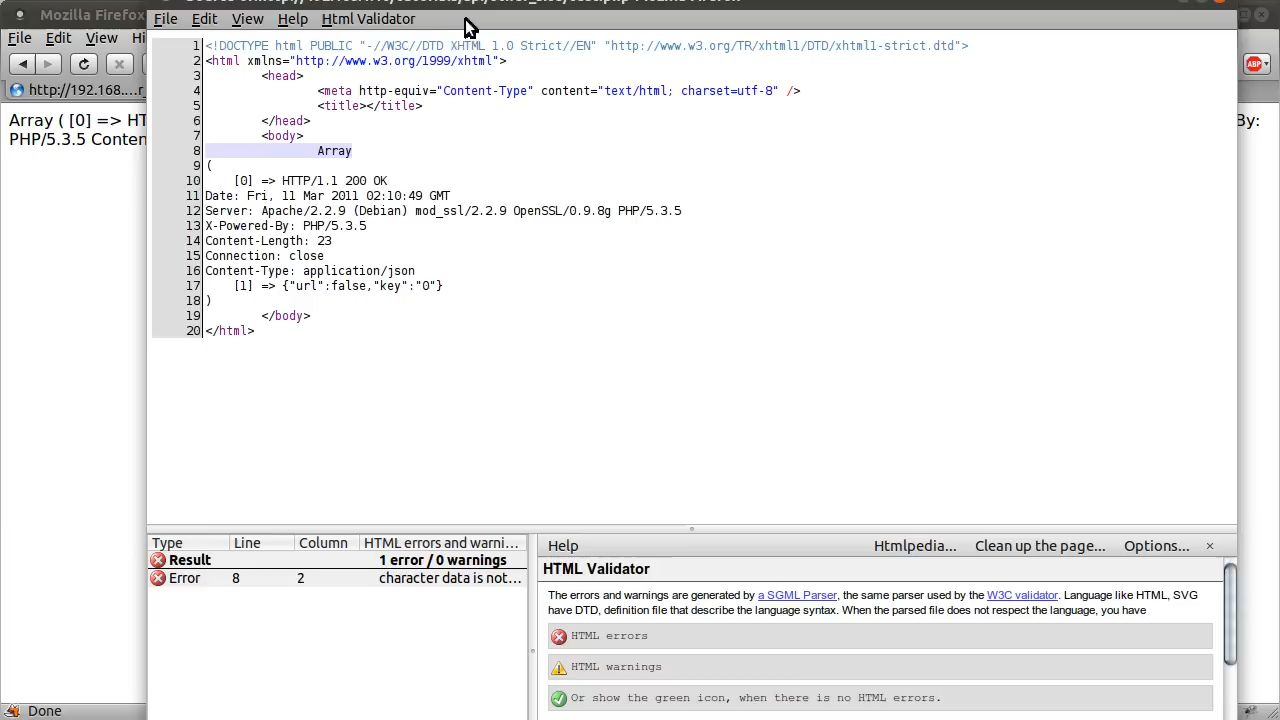 Mozilla Firefox
File Edit View Help Html Validator
File Edit View Hi
ABP
http://192.168...._r
Array ( [0] => HT
By:
PHP/5.3.5 Conten
1 <!DOCTYPE html PUBLIC "-//W3C//DTD XHTML 1.0 Strict//EN" "http://www.w3.org/TR/xhtml1/DTD/xhtml1-strict.dtd">
2 <html xmlns="http://www.w3.org/1999/xhtml">
3 <head>
4 <meta http-equiv="Content-Type" content="text/html; charset=utf-8" />
5 <title></title>
6 </head>
7 <body>
8 Array
9 (
10 [0] => HTTP/1.1 200 OK
11 Date: Fri, 11 Mar 2011 02:10:49 GMT
12 Server: Apache/2.2.9 (Debian) mod_ssl/2.2.9 OpenSSL/0.9.8g PHP/5.3.5
13 X-Powered-By: PHP/5.3.5
14 Content-Length: 23
15 Connection: close
16 Content-Type: application/json
17 [1] => {"url":false,"key":"0"}
18 )
19 </body>
20 </html>
Type Line Column HTML errors and warni...
Result 1 error / 0 warnings
Error 8 2 character data is not...
Help Htmlpedia... Clean up the page... Options... ×
HTML Validator
The errors and warnings are generated by a SGML Parser, the same parser used by the W3C validator. Language like HTML, SVG
have DTD, definition file that describe the language syntax. When the parsed file does not respect the language, you have
HTML errors
HTML warnings
Or show the green icon, when there is no HTML errors.
Done